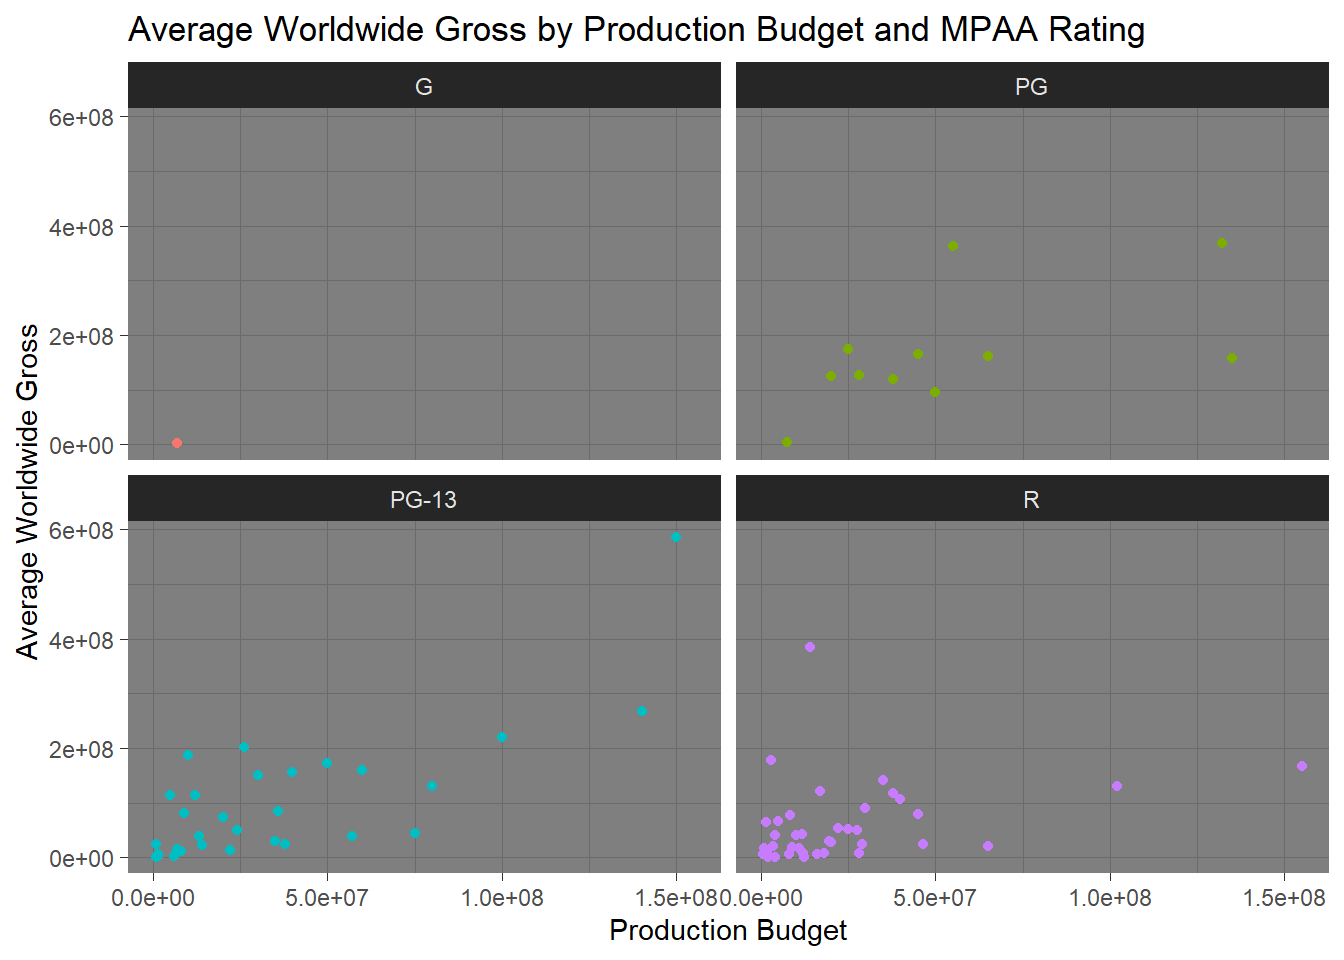 Average Worldwide Gross by Production Budget and MPAA Rating
G
PG
6e+08
4e+08
2e+08
0e+00
PG-13
R
6e+08
4e+08
2e+08
0e+00
Average Worldwide Gross
0.0e+00 5.0e+07 1.0e+08 1.5e+08 0.0e+00 5.0e+07 1.0e+08 1.5e+08
Production Budget